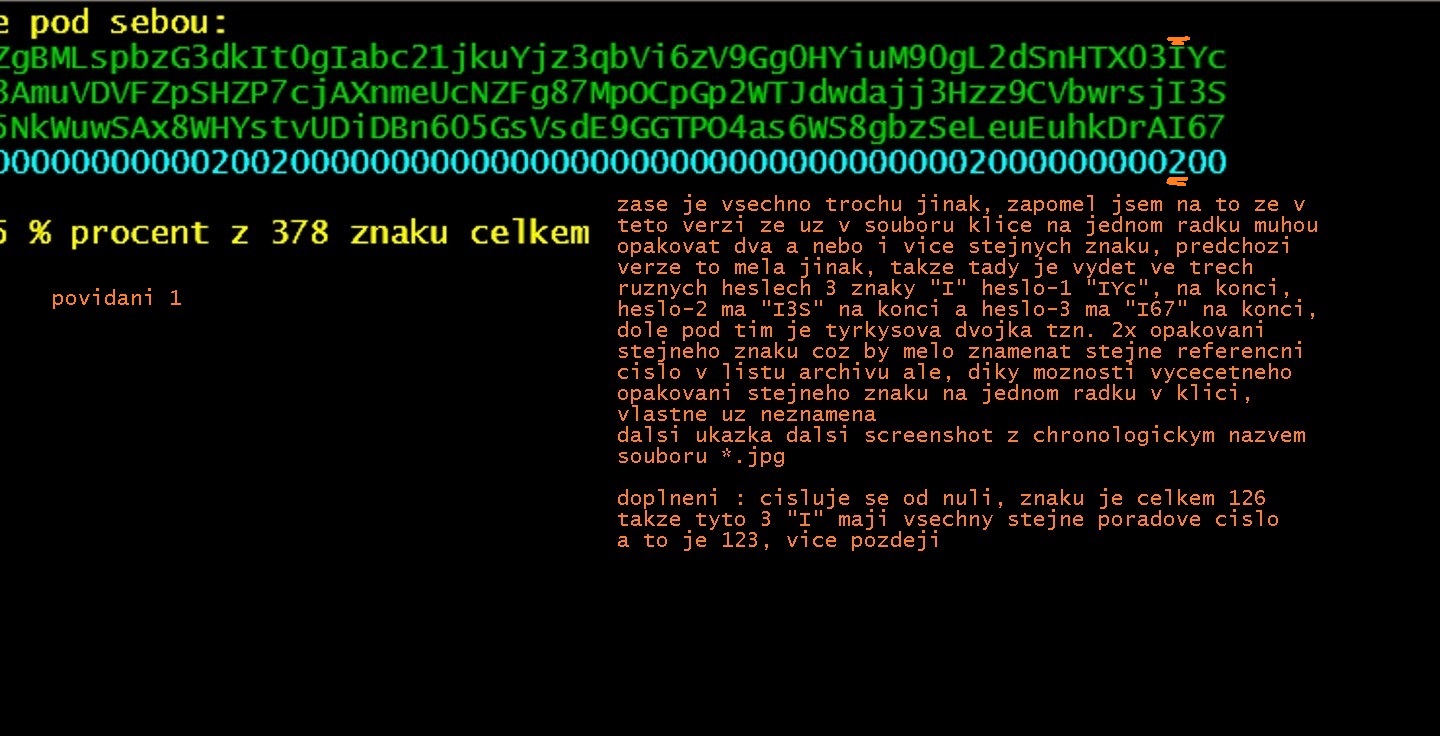 e pod sebou:
ZgBMLspbzG3dkIt0gIabc21jkuYjz3qbVi6zV9Gg0HYiuM90gL2dSnHTX03IYc
3AmuVDVFZpSHZP7cjAXnmeUcNZFg87MpOCpGp2WTJdwdajj3Hzz9CVbwrsjI3S
5NkWuwSAx8WHYstvUDiDBn6O5GsVsdE9GGTPO4as6WS8gbzSeLeuEuhkDrAI67
00000000000200200000000000000000000000000000000002000000000200
5 % procent z 378 znaku celkem
povidani 1
zase je vsechno trochu jinak, zapomel jsem na to ze v
teto verzi ze uz v souboru klice na jednom radku muhou
opakovat dva a nebo i vice stejnych znaku, predchozi
verze to mela jinak, takze tady je vydet ve trech
ruznych heslech 3 znaky "I" heslo-1 "IYc", na konci,
heslo-2 ma "I3S" na konci a heslo-3 ma "I67" na konci,
dole pod tim je tyrkysova dvojka tzn. 2x opakovani
stejneho znaku coz by melo znamenat stejne referencni
cislo v listu archivu ale, diky moznosti vycecetneho
opakovani stejneho znaku na jednom radku v klici,
vlastne uz neznamena
dalsi ukazka dalsi screenshot z chronologickym nazvem
souboru *.jpg
doplneni : cisluje se od nuli, znaku je celkem 126
takze tyto 3 "I" maji vsechny stejne poradove cislo
a to je 123, vice pozdeji